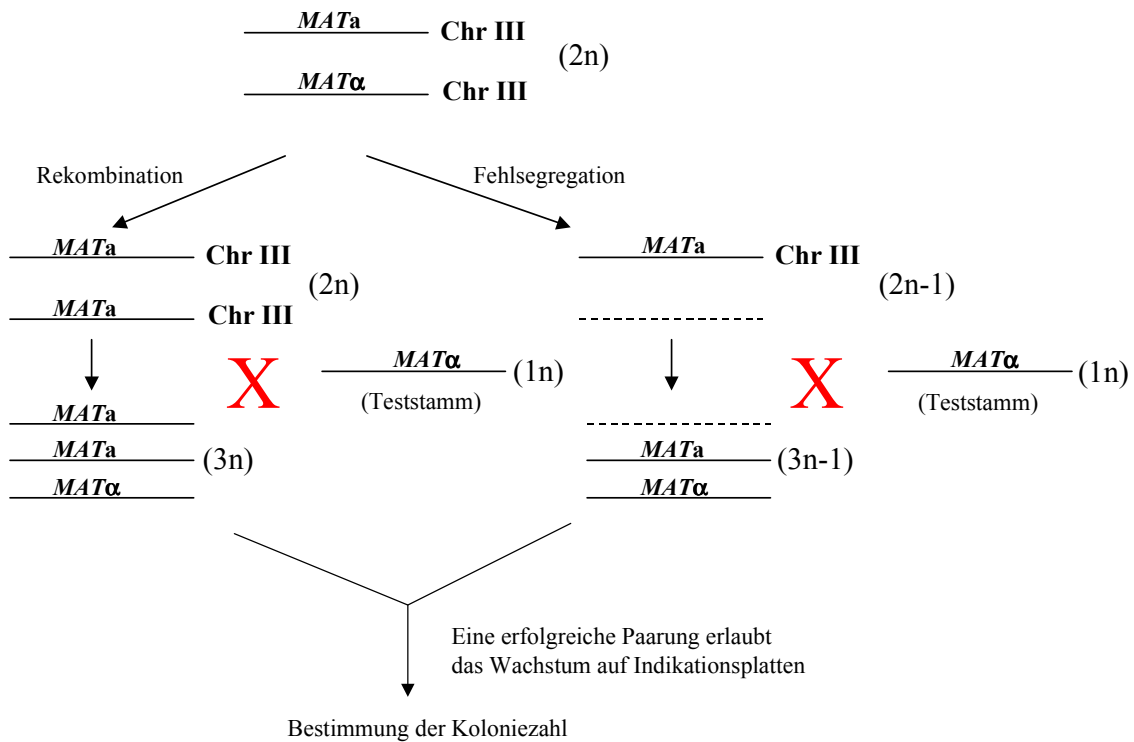 MATa Chr III
(2n)
MATα Chr III
Rekombination
Fehlsegregation
MATa Chr III
(2n)
MATa Chr III
X
MATα (1n)
(Teststamm)
MATa
MATa (3n)
MATα
MATa Chr III
(2n-1)
X
MATα (1n)
(Teststamm)
MATa (3n-1)
MATα
Eine erfolgreiche Paarung erlaubt
das Wachstum auf Indikationsplatten
Bestimmung der Koloniezahl